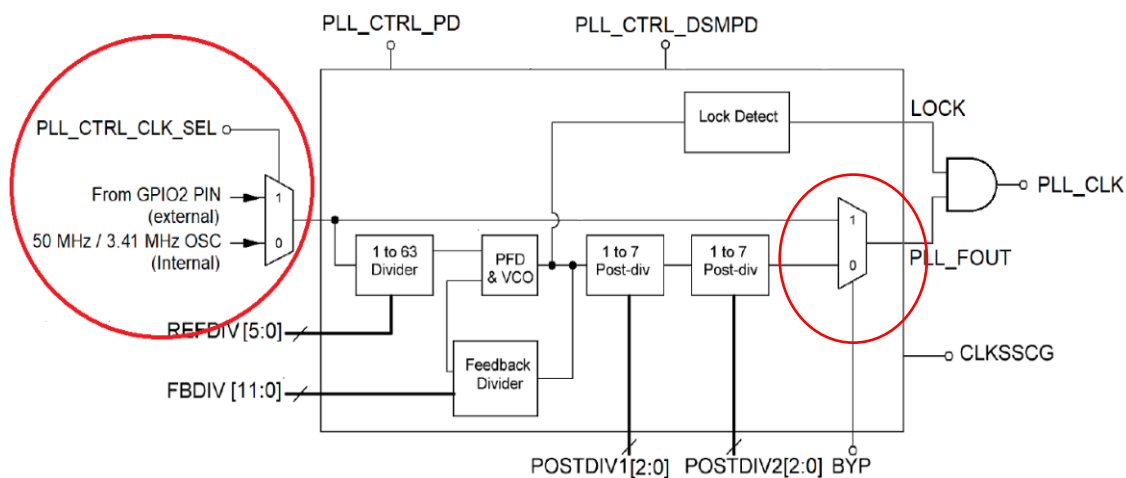 PLL_CTRL_PD
PLL_CTRL_DSMPD
PLL_CTRL_CLK_SEL
Lock Detect
LOCK
From GPIO2 PIN
(external)
1
50 MHz / 3.41 MHz OSC
(Internal)
0
PLL_CLK
1
0
PLL_FOUT
1 to 63
Divider
PFD
& VCO
1 to 7
Post-div
1 to 7
Post-div
REFDIV [5:0]
CLKSSCG
Feedback
Divider
FBDIV [11:0]
POSTDIV1[2:0]
POSTDIV2[2:0]
BYP